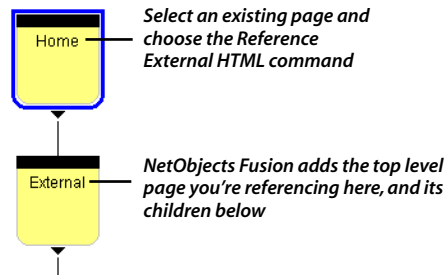 Home
Select an existing page and
choose the Reference
External HTML command
External
NetObjects Fusion adds the top level
page you're referencing here, and its
children below